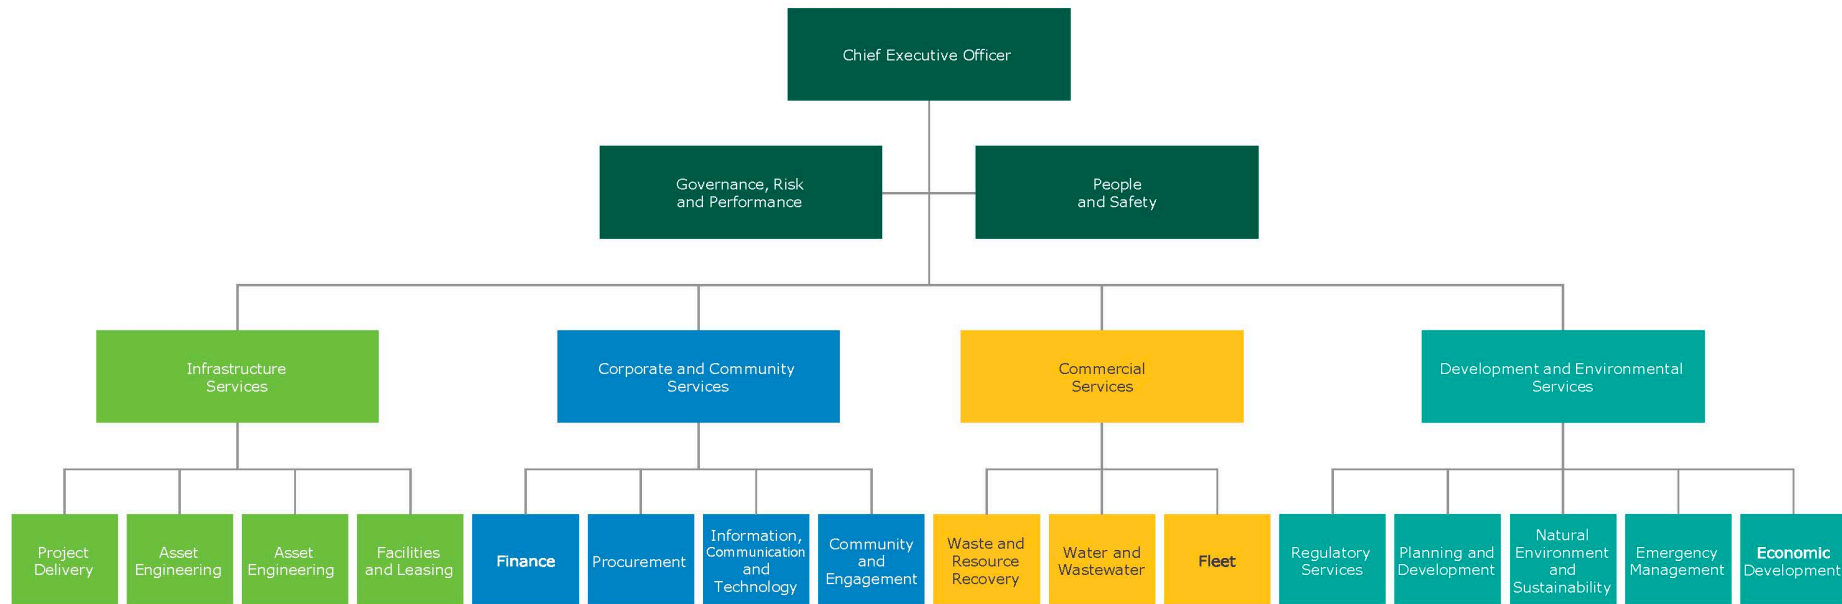 Chief Executive Officer
Governance, Risk
and Performance
People
and Safety
Infrastructure
Services
Corporate and Community
Services
Commercial
Services
Development and Environmental
Services
Project
Delivery
Asset
Engineering
Asset
Engineering
Facilities
and Leasing
Finance
Procurement
Information,
Communication
and
Technology
Community
and
Engagement
Waste and
Resource
Recovery
Water and
Wastewater
Fleet
Regulatory
Services
Planning and
Development
Natural
Environment
and
Sustainability
Emergency
Management
Economic
Development